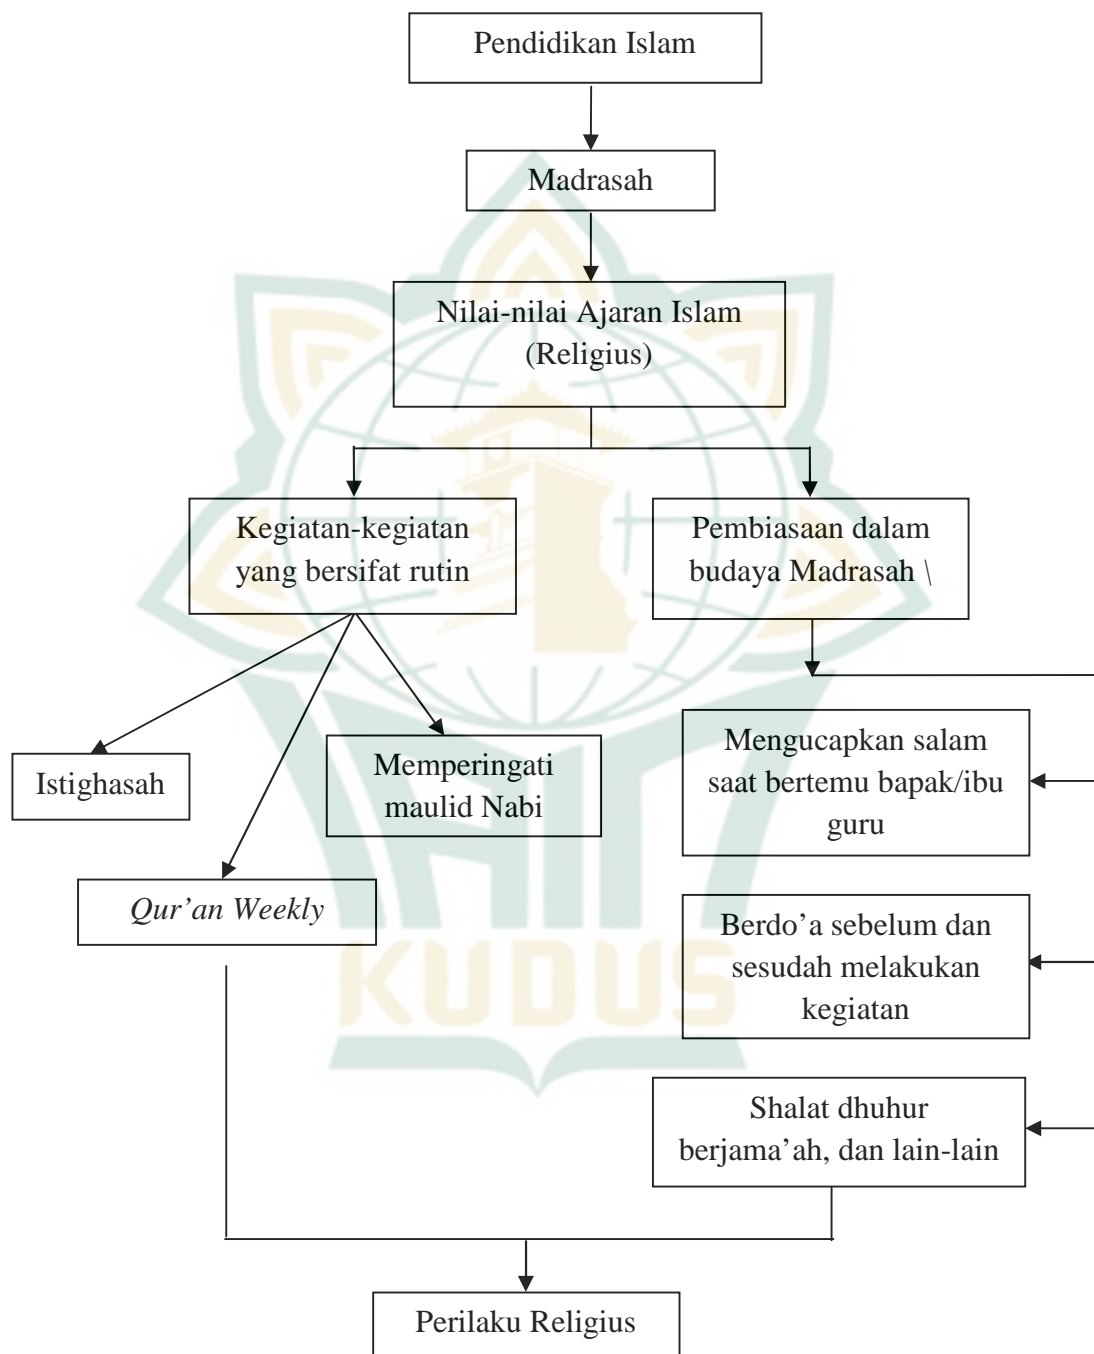 Pendidikan Islam
Madrasah
Nilai-nilai Ajaran Islam
(Religius)
Kegiatan-kegiatan
yang bersifat rutin
Pembiasaan dalam
budaya Madrasah \
Istighasah
Memperingati
maulid Nabi
Qur’an Weekly
Mengucapkan salam
saat bertemu bapak/ibu
guru
Berdo’a sebelum dan
sesudah melakukan
kegiatan
Shalat dhuhur
berjama’ah, dan lain-lain
Perilaku Religius
KUDUS